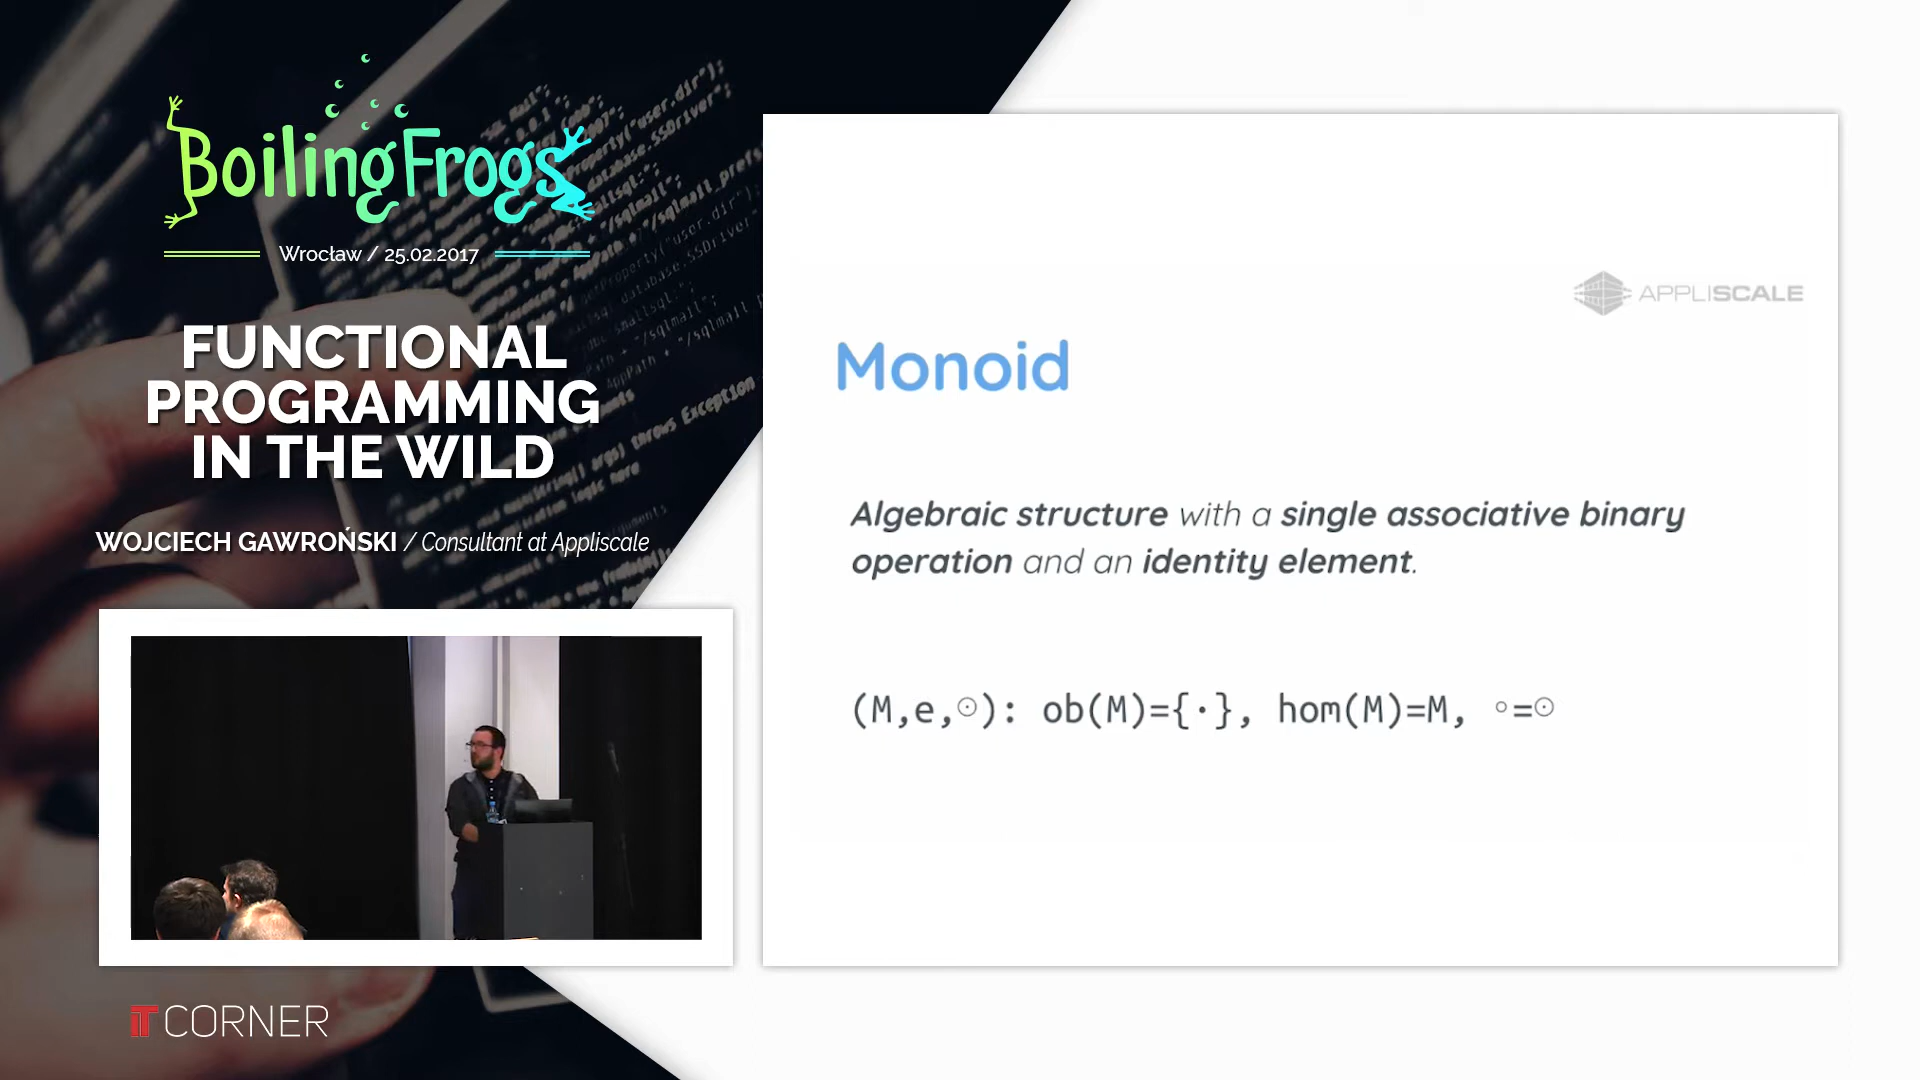 BoilingFrogs
Wrocław / 25.02.2017
FUNCTIONAL
PROGRAMMING
IN THE WILD
WOJCIECH GAWROŃSKI / Consultant at Appliscale
IT CORNER
APPLISCALE
Monoid
Algebraic structure with a single associative binary
operation and an identity element.
(M,e,⊙): ob(M)={·}, hom(M)=M, ∘=⊙